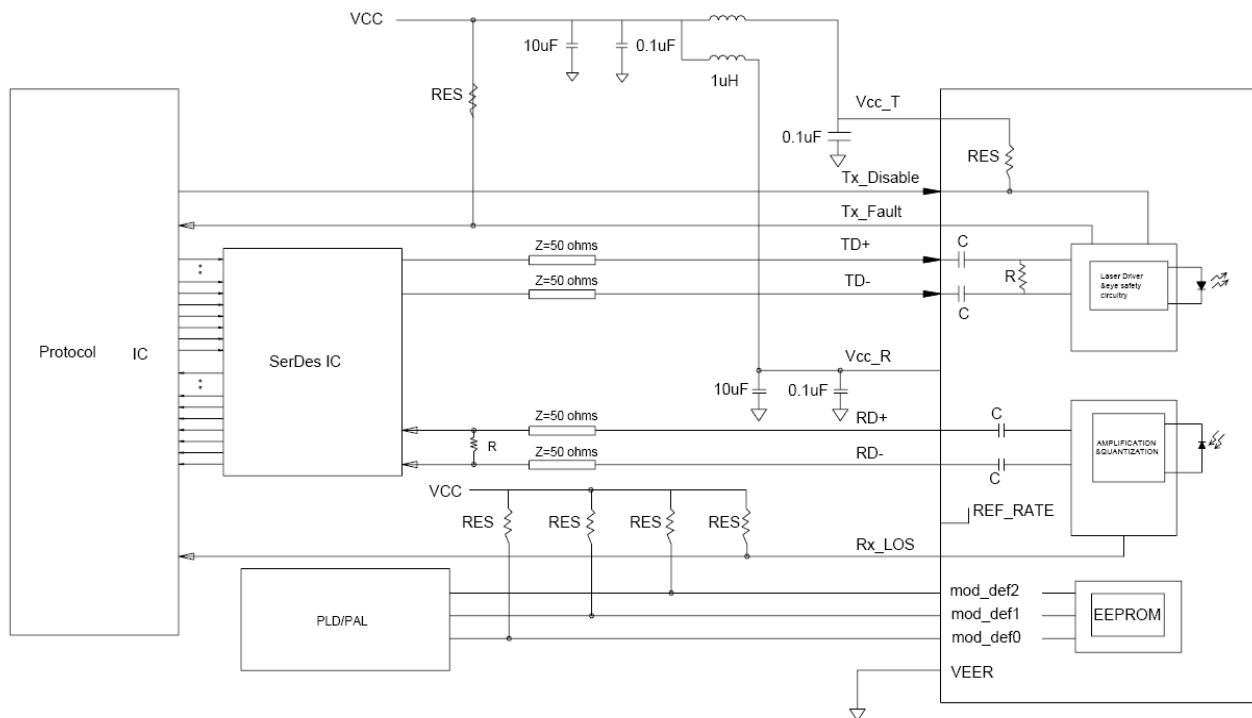 VCC
10uF
0.1uF
1uH
RES
Vcc_T
0.1uF
RES
Tx_Disable
Tx_Fault
Z=50 ohms
TD+
C
Z=50 ohms
TD-
R
C
Laser Driver
&eye safety
circuitry
Protocol IC
SerDes IC
Vcc_R
10uF
0.1uF
Z=50 ohms
RD+
C
R
Z=50 ohms
RD-
C
AMPLIFICATION
&QUANTIZATION
VCC
RES
RES
RES
RES
REF_RATE
Rx_LOS
PLD/PAL
mod_def2
mod_def1
mod_def0
EEPROM
VEER